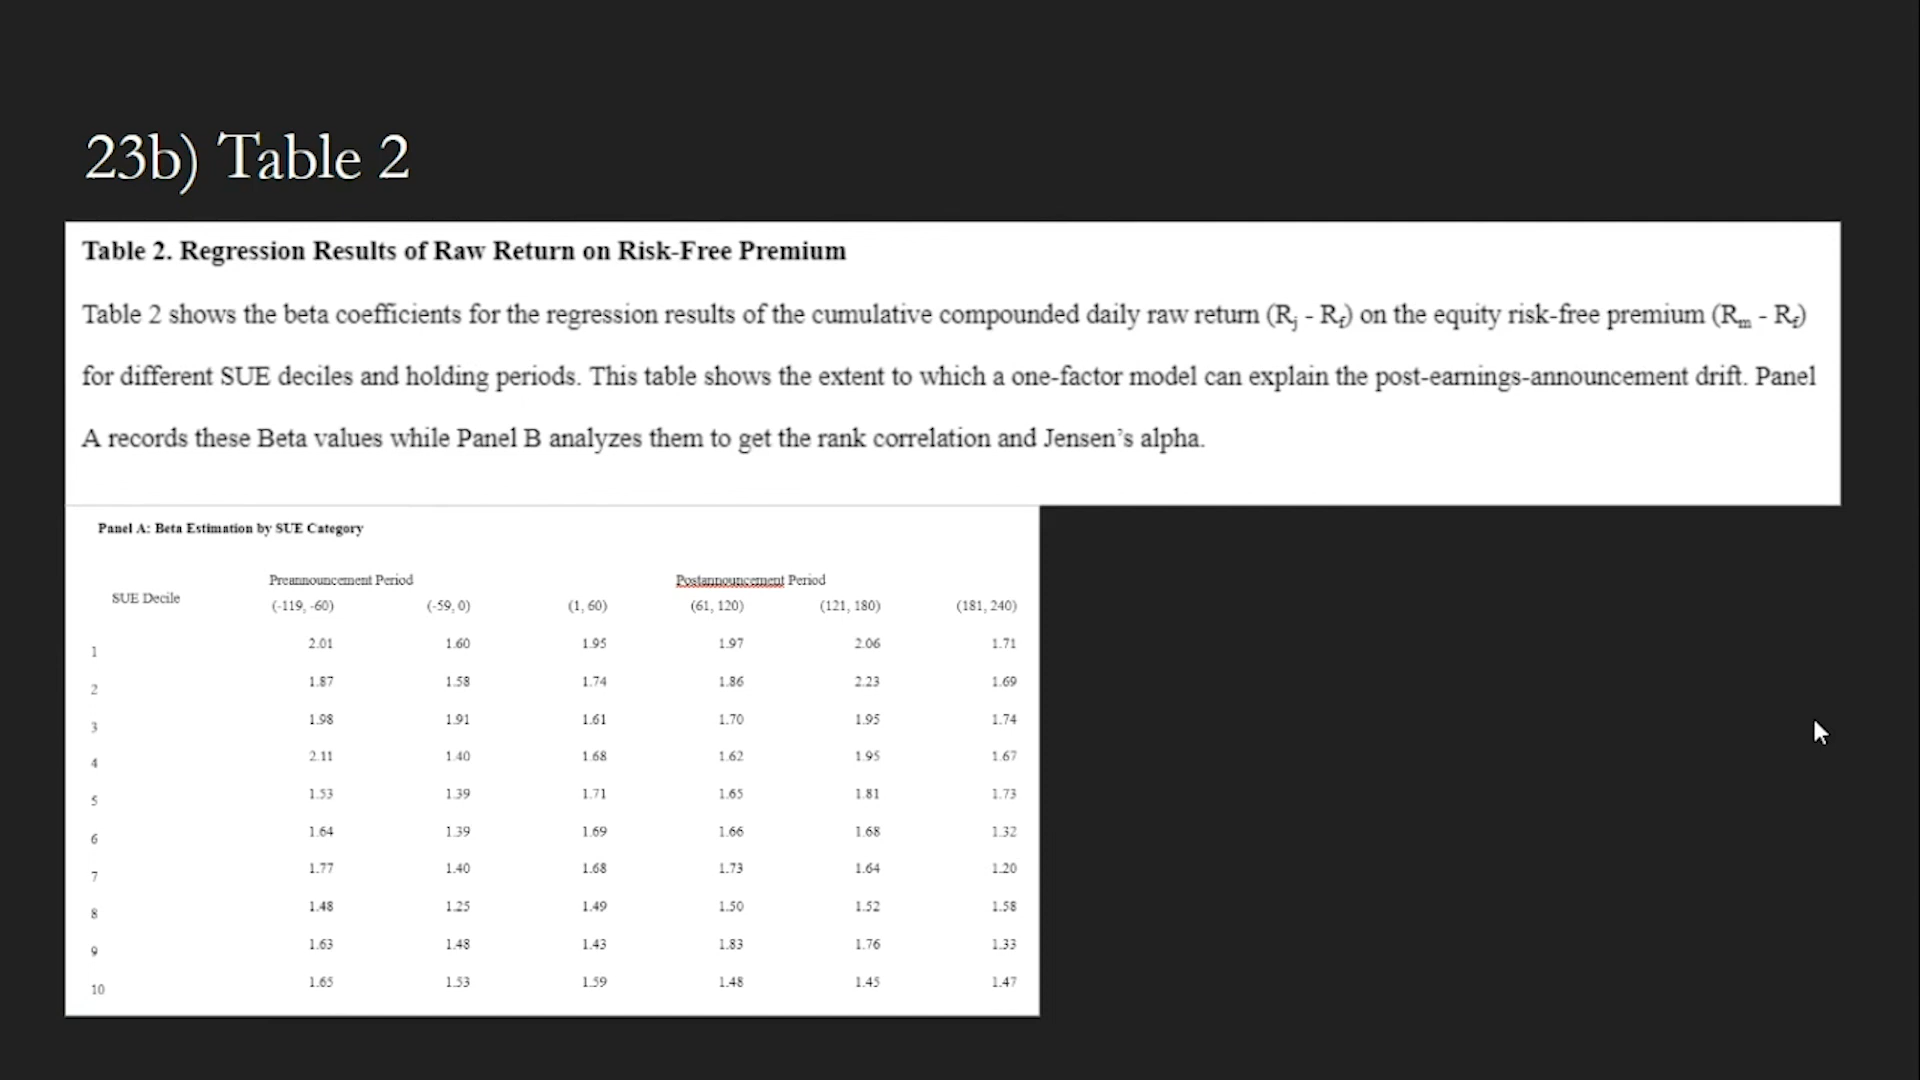 23b) Table 2
Table 2. Regression Results of Raw Return on Risk-Free Premium
Table 2 shows the beta coefficients for the regression results of the cumulative compounded daily raw return (Rj - Rf) on the equity risk-free premium (Rm - Rf)
for different SUE deciles and holding periods. This table shows the extent to which a one-factor model can explain the post-earnings-announcement drift. Panel
A records these Beta values while Panel B analyzes them to get the rank correlation and Jensen's alpha.
Panel A: Beta Estimation by SUE Category
Preannouncement Period Postannouncement Period
SUE Decile (-119, -60) (-59, 0) (1, 60) (61, 120) (121, 180) (181, 240)
1 2.01 1.60 1.95 1.97 2.06 1.71
2 1.87 1.58 1.74 1.86 2.23 1.69
3 1.98 1.91 1.61 1.70 1.95 1.74
4 2.11 1.40 1.68 1.62 1.95 1.67
5 1.53 1.39 1.71 1.65 1.81 1.73
6 1.64 1.39 1.69 1.66 1.68 1.32
7 1.77 1.40 1.68 1.73 1.64 1.20
8 1.48 1.25 1.49 1.50 1.52 1.58
9 1.63 1.48 1.43 1.83 1.76 1.33
10 1.65 1.53 1.59 1.48 1.45 1.47